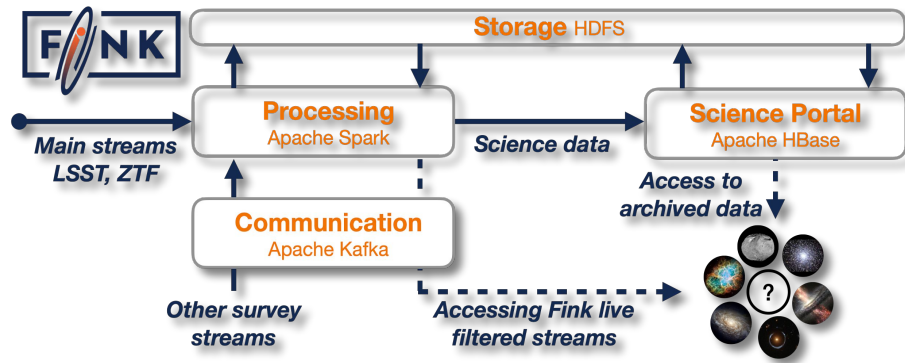 FINK
Storage HDFS
Processing
Apache Spark
Science Portal
Apache HBase
Main streams
LSST, ZTF
Science data
Access to
archived data
Communication
Apache Kafka
?
Other survey
streams
Accessing Fink live
filtered streams